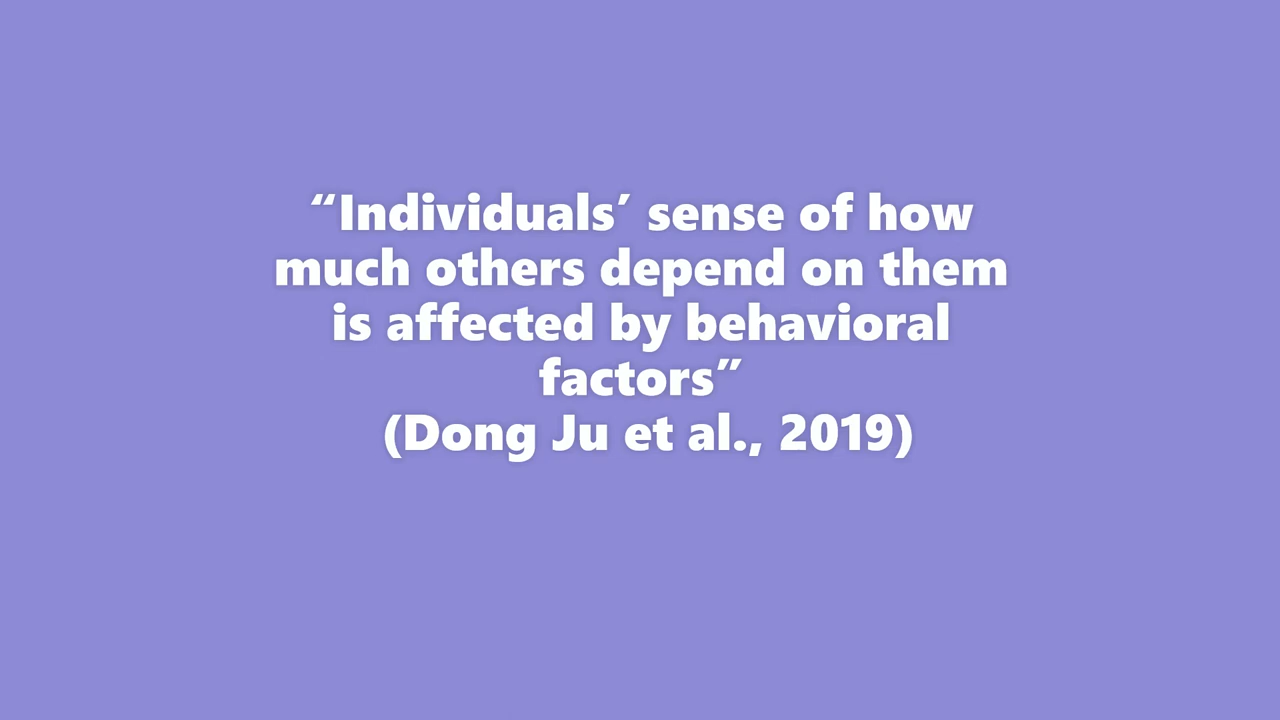 “Individuals’ sense of how
much others depend on them
is affected by behavioral
factors”
(Dong Ju et al., 2019)